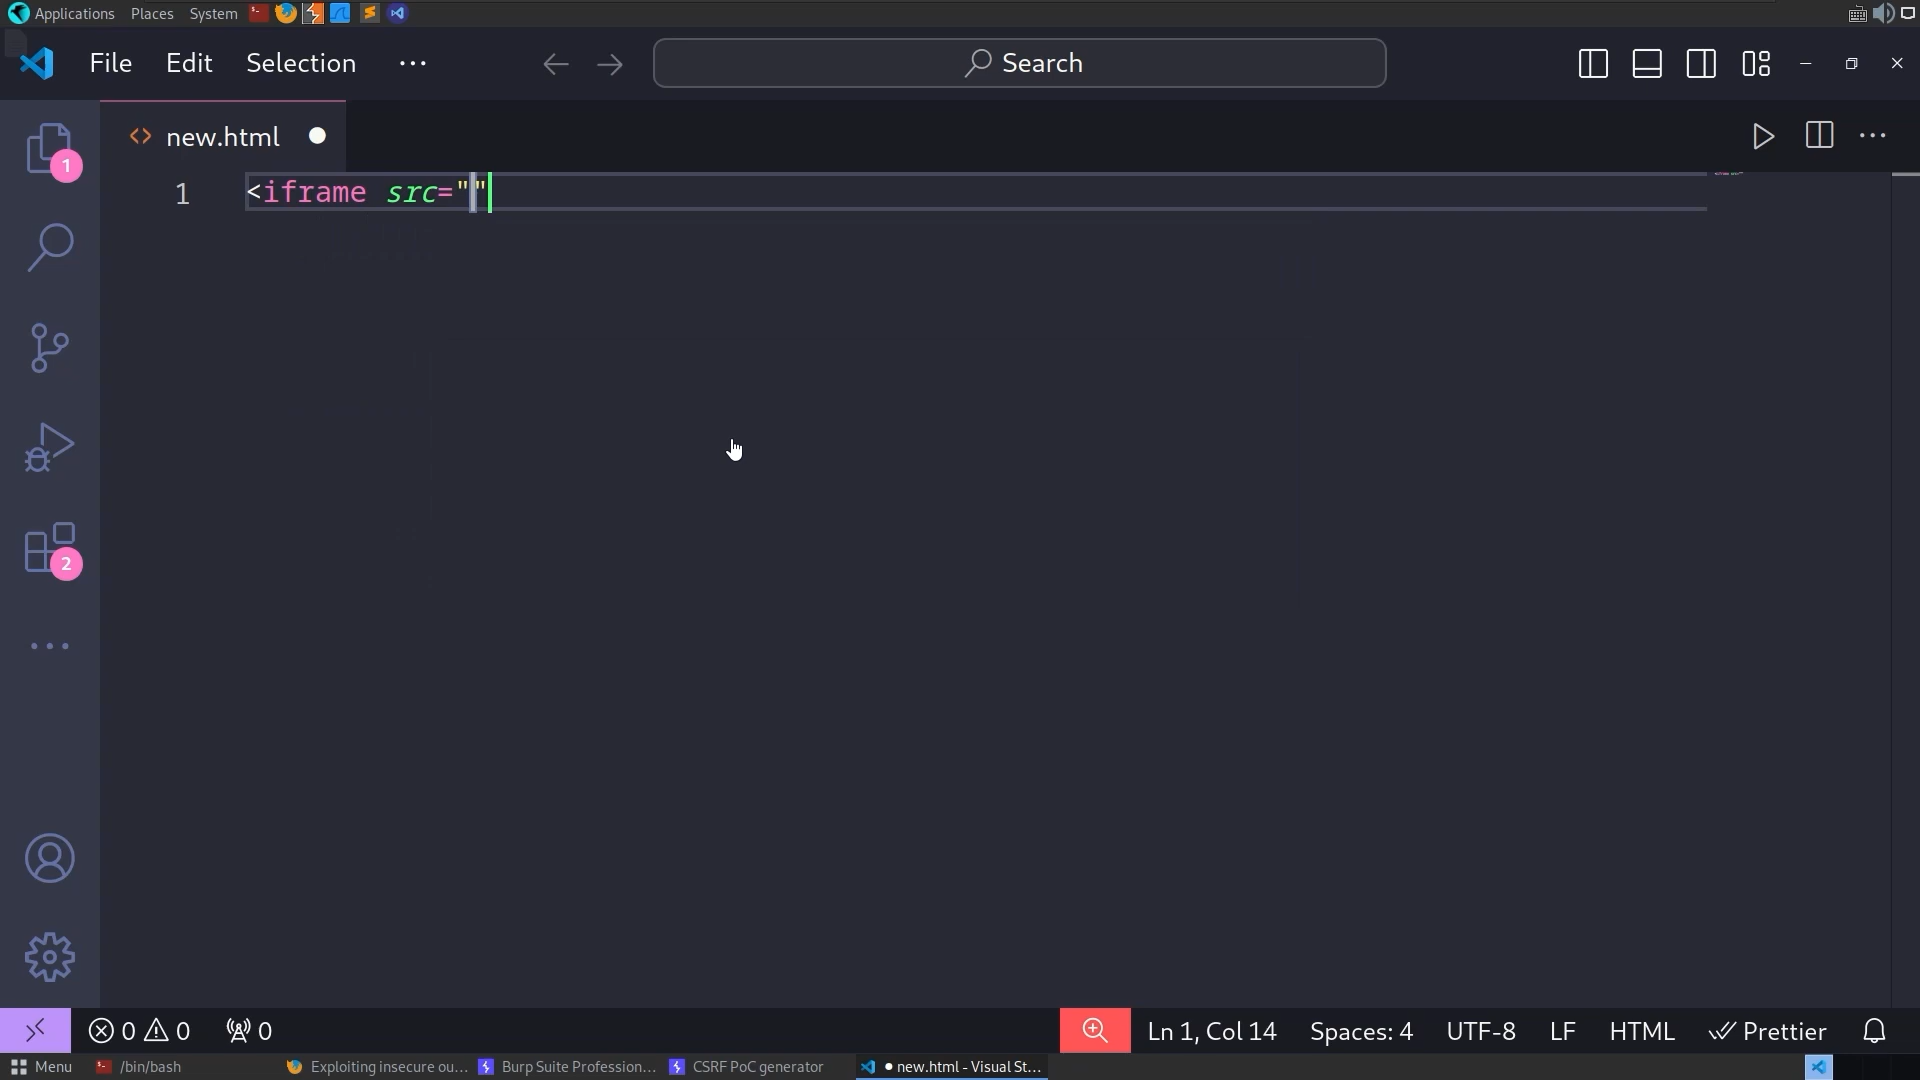 Applications Places System
File Edit Selection ··· Search
1
new.html
1 <iframe src=""
2
0 0 0 Ln 1, Col 14 Spaces: 4 UTF-8 LF HTML Prettier
Menu /bin/bash Exploiting insecure ou... Burp Suite Profession... CSRF PoC generator ● new.html - Visual St...